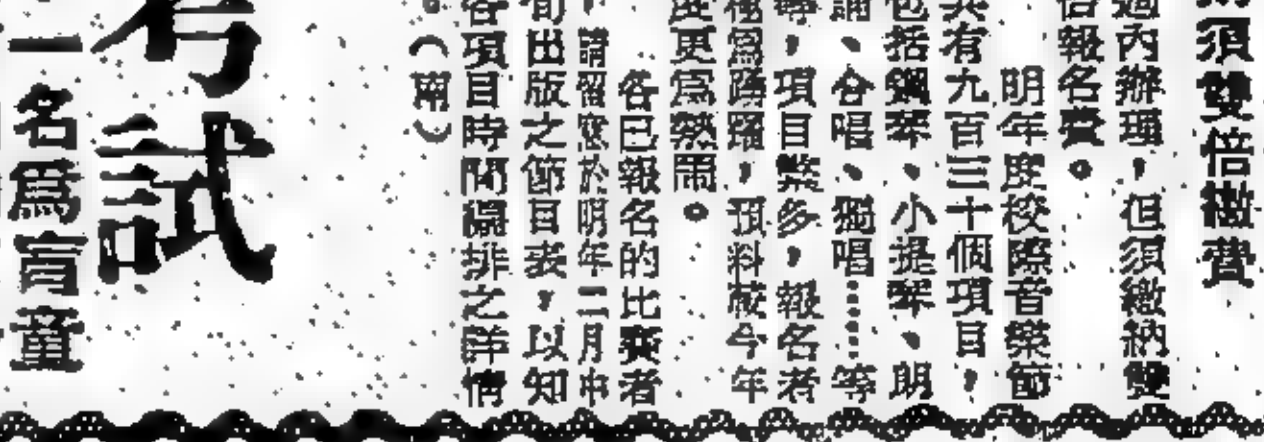 須雙倍繳費
週內辦理，但須繳納雙
倍報名費。
明年度校際音樂節
共有九百三十個項目，
包括鋼琴、小提琴、朗
誦、合唱、獨唱……等
等，項目繁多，報名者
極爲踴躍，預料較今年
度更爲熱鬧。
各已報名的比賽者
，請留意於明年二月中
旬出版之節目表，以知
各項目時間編排之詳情
。（南）
考試
一名爲盲童